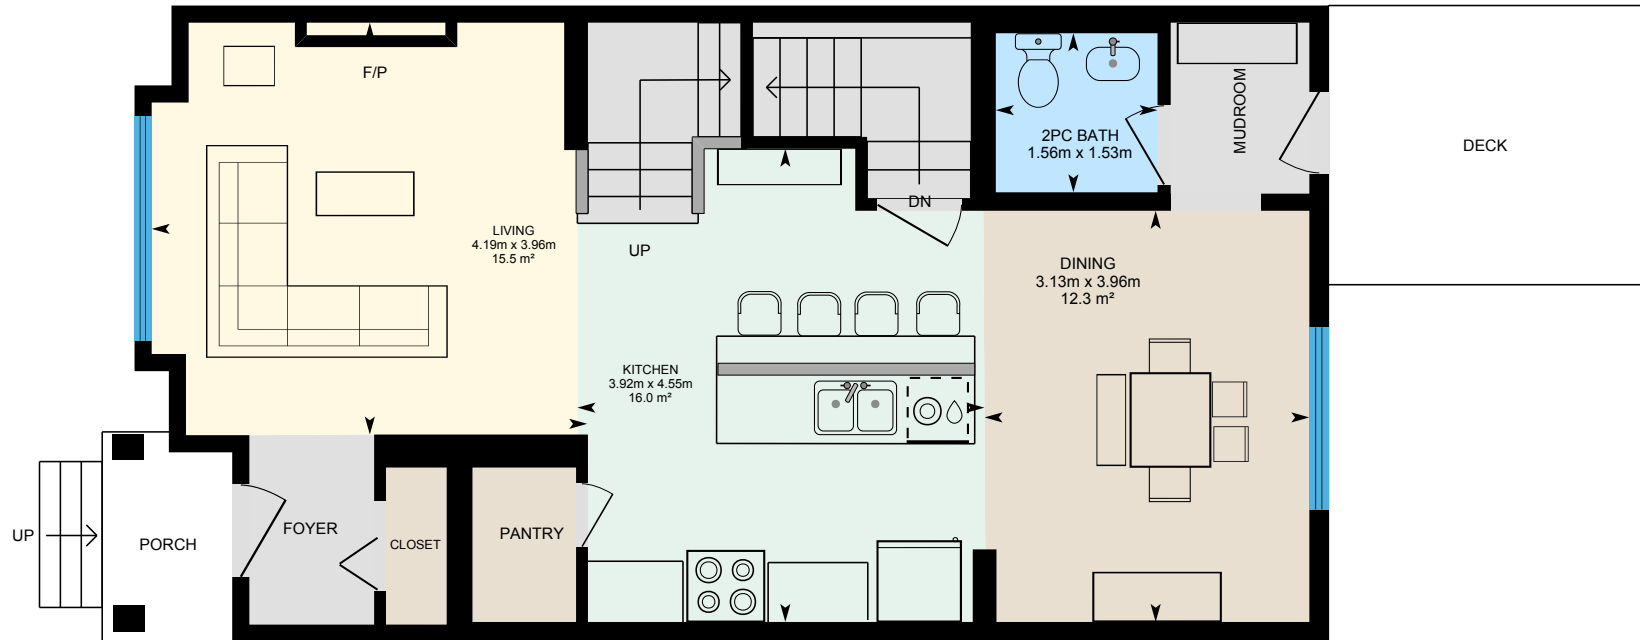 F/P
LIVING
4.19m x 3.96m
15.5 m²
UP
DN
2PC BATH
1.56m x 1.53m
MUDROOM
DECK
DINING
3.13m x 3.96m
12.3 m²
KITCHEN
3.92m x 4.55m
16.0 m²
UP
PORCH
FOYER
CLOSET
PANTRY